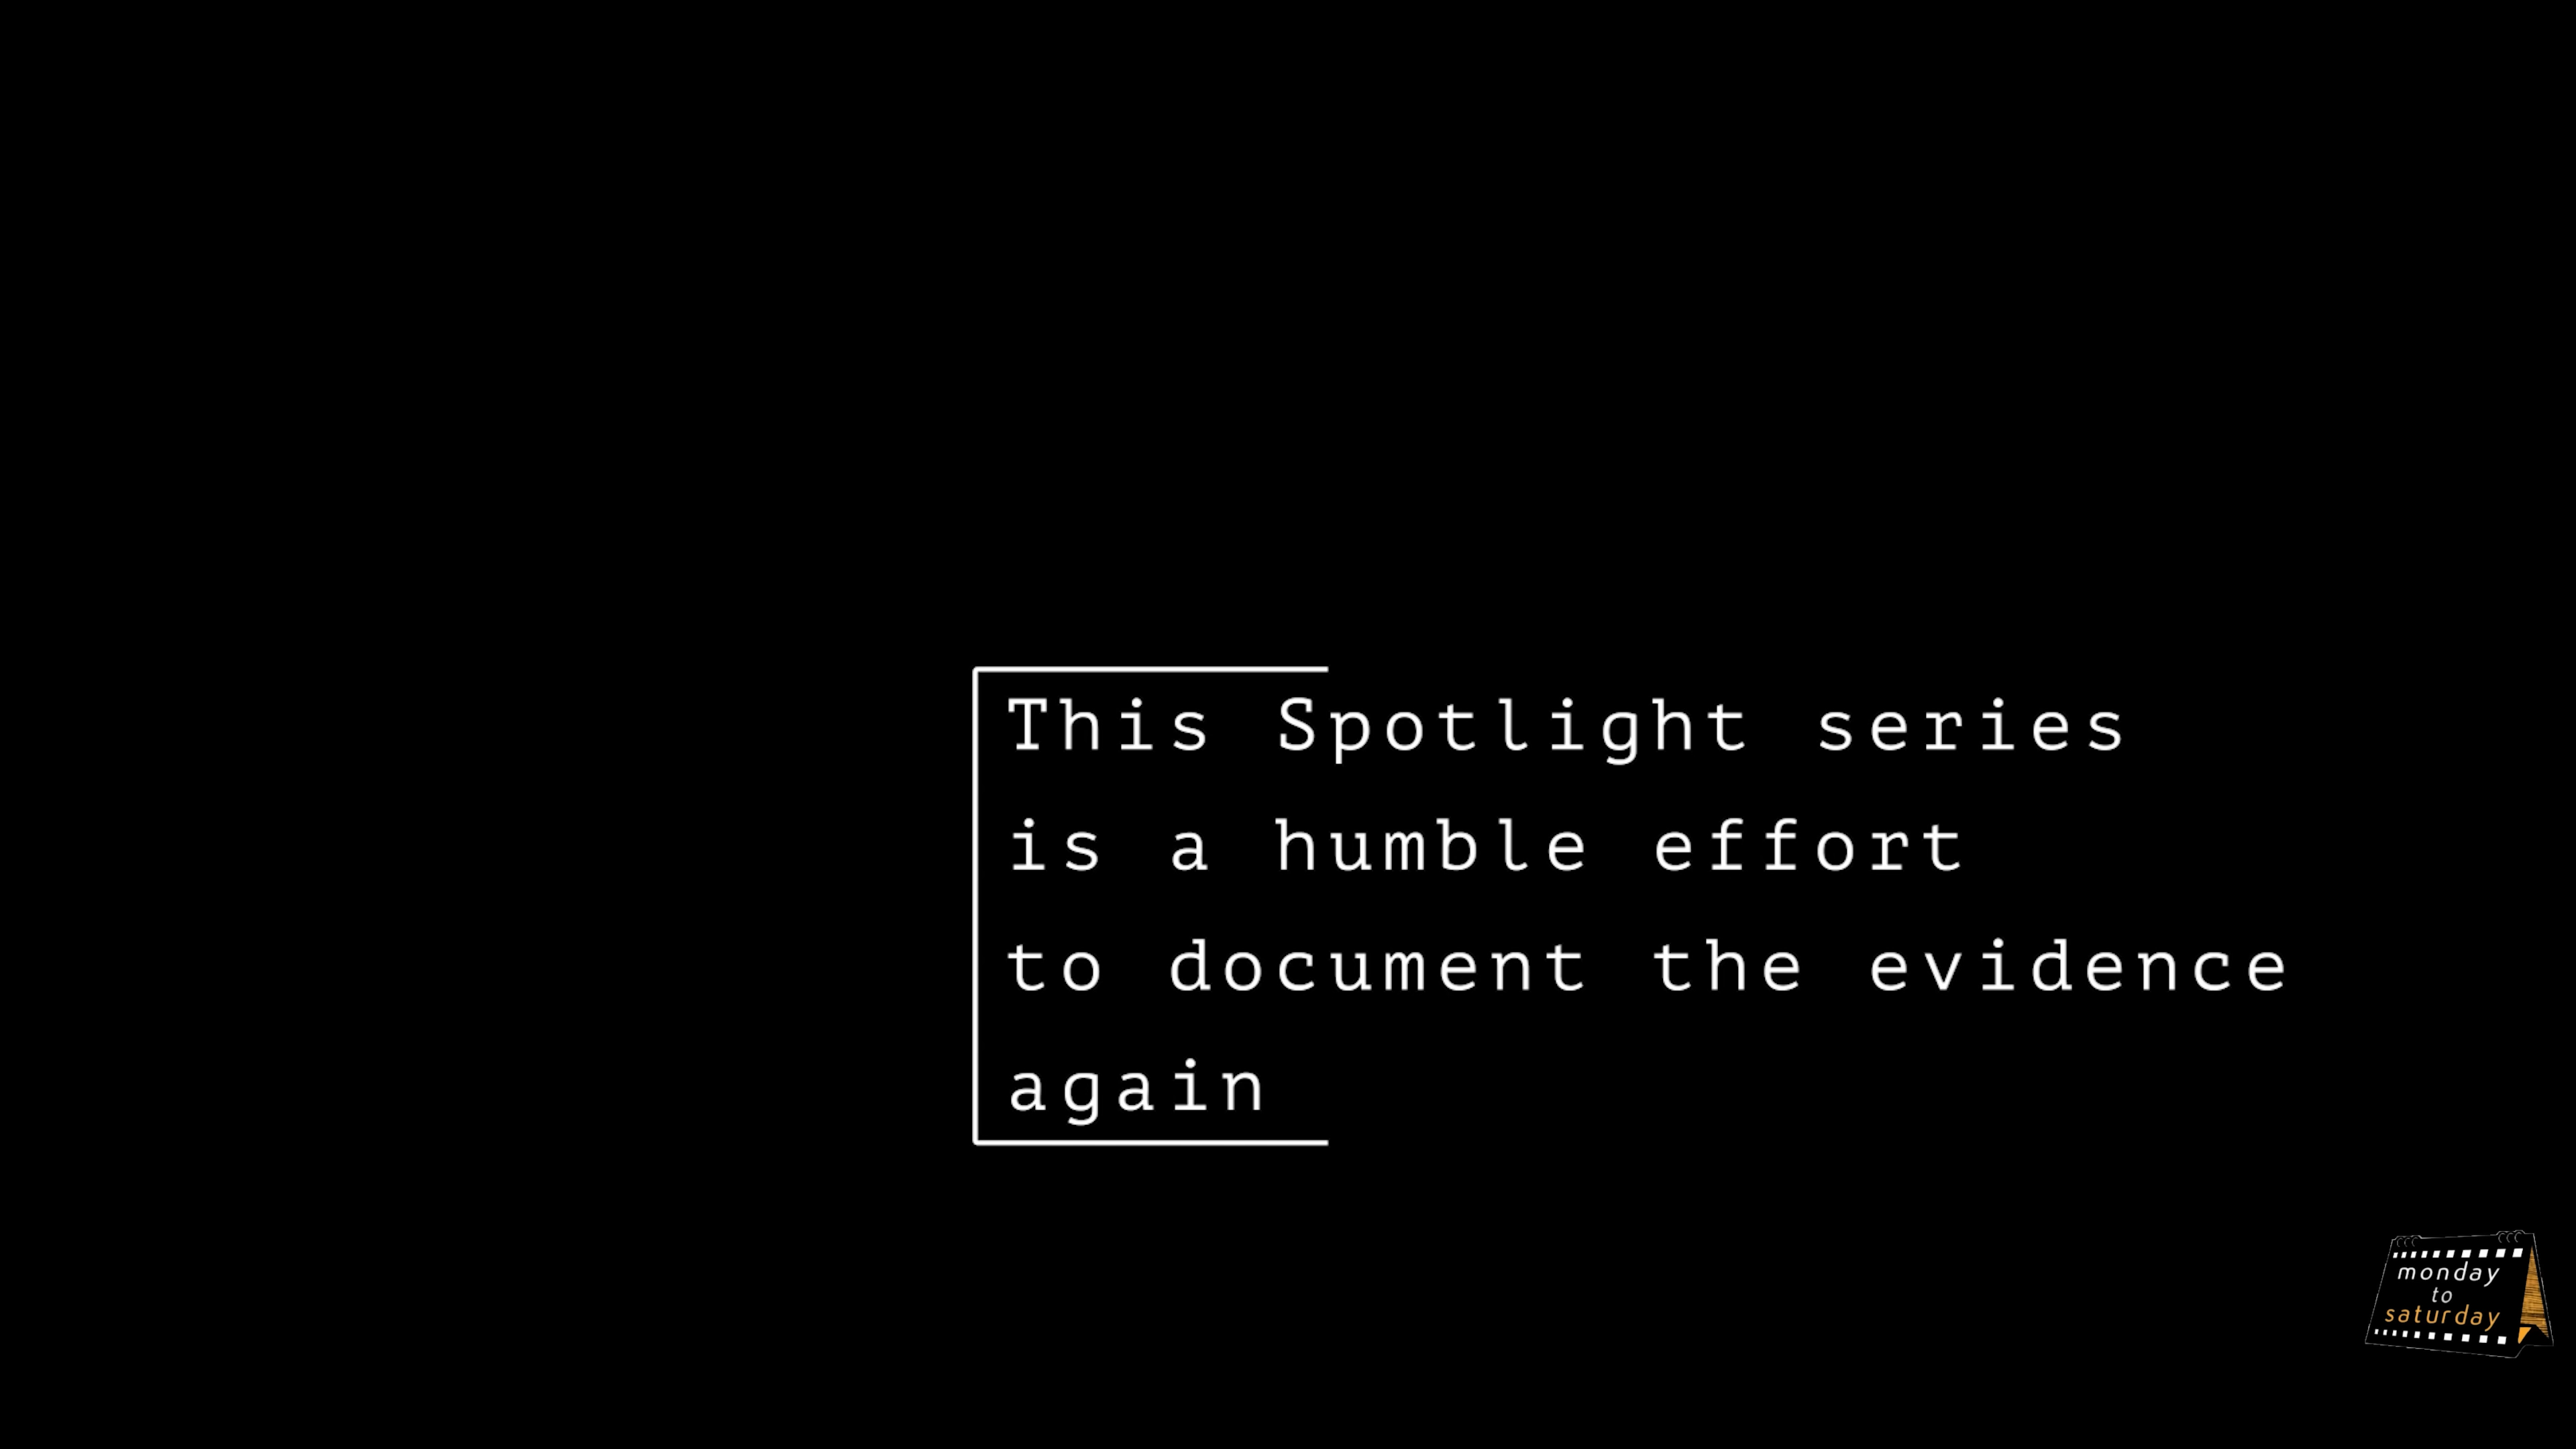 This Spotlight series
is a humble effort
to document the evidence
again
monday
to
saturday